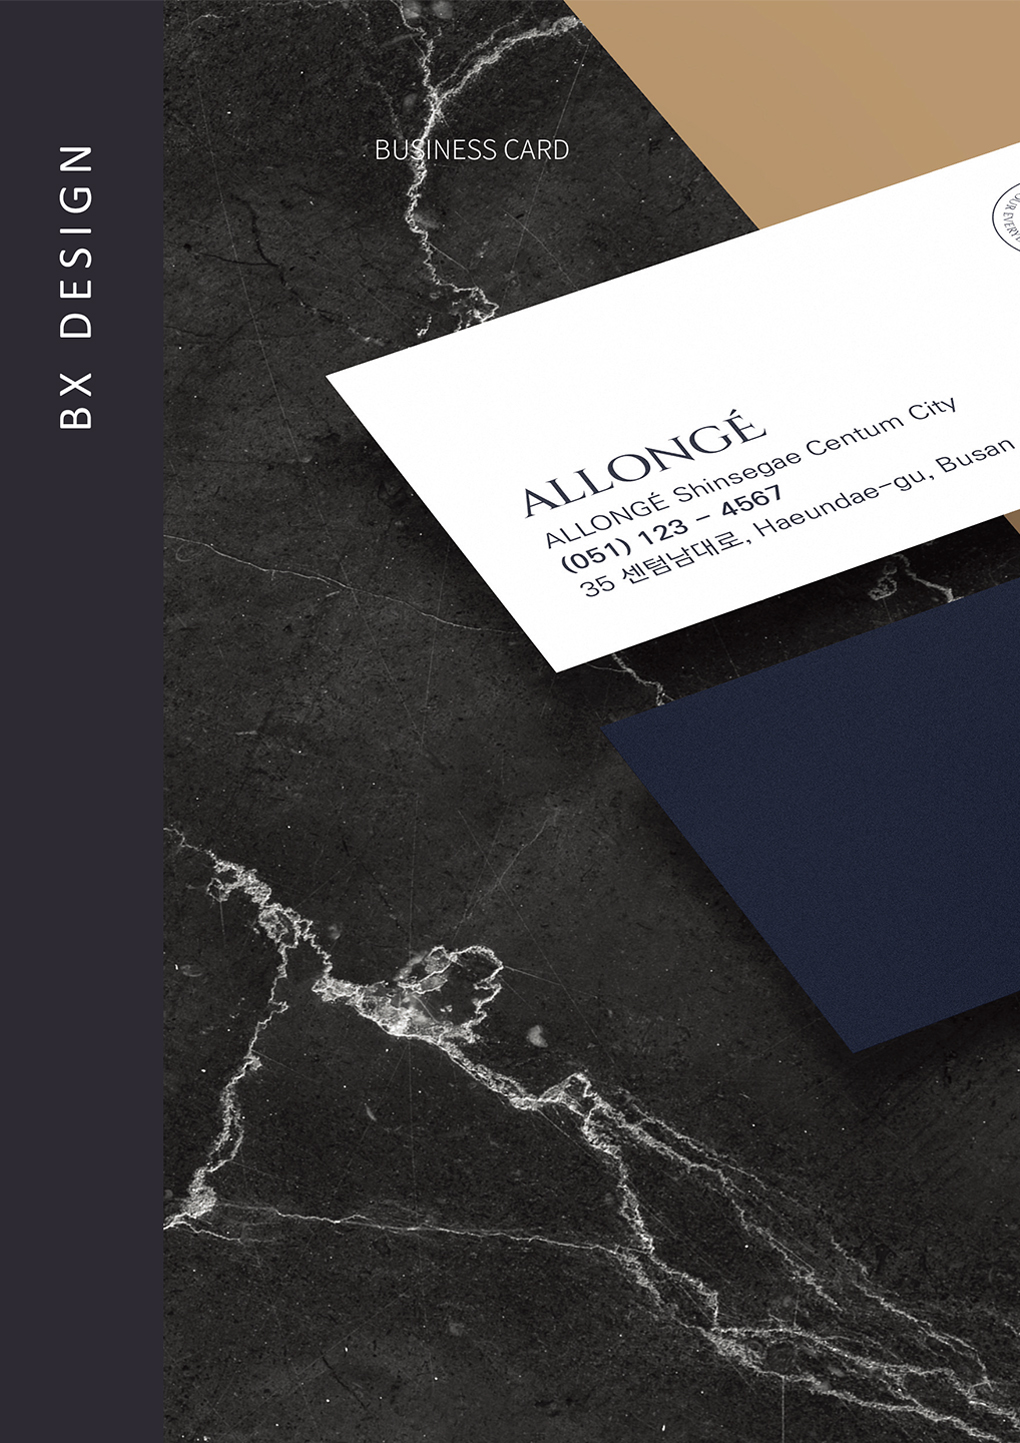 BX DESIGN
BUSINESS CARD
ALLONGÉ
ALLONGÉ Shinsegae Centum City
(051) 123 - 4567
35 센텀남대로, Haeundae-gu, Busan
OUR